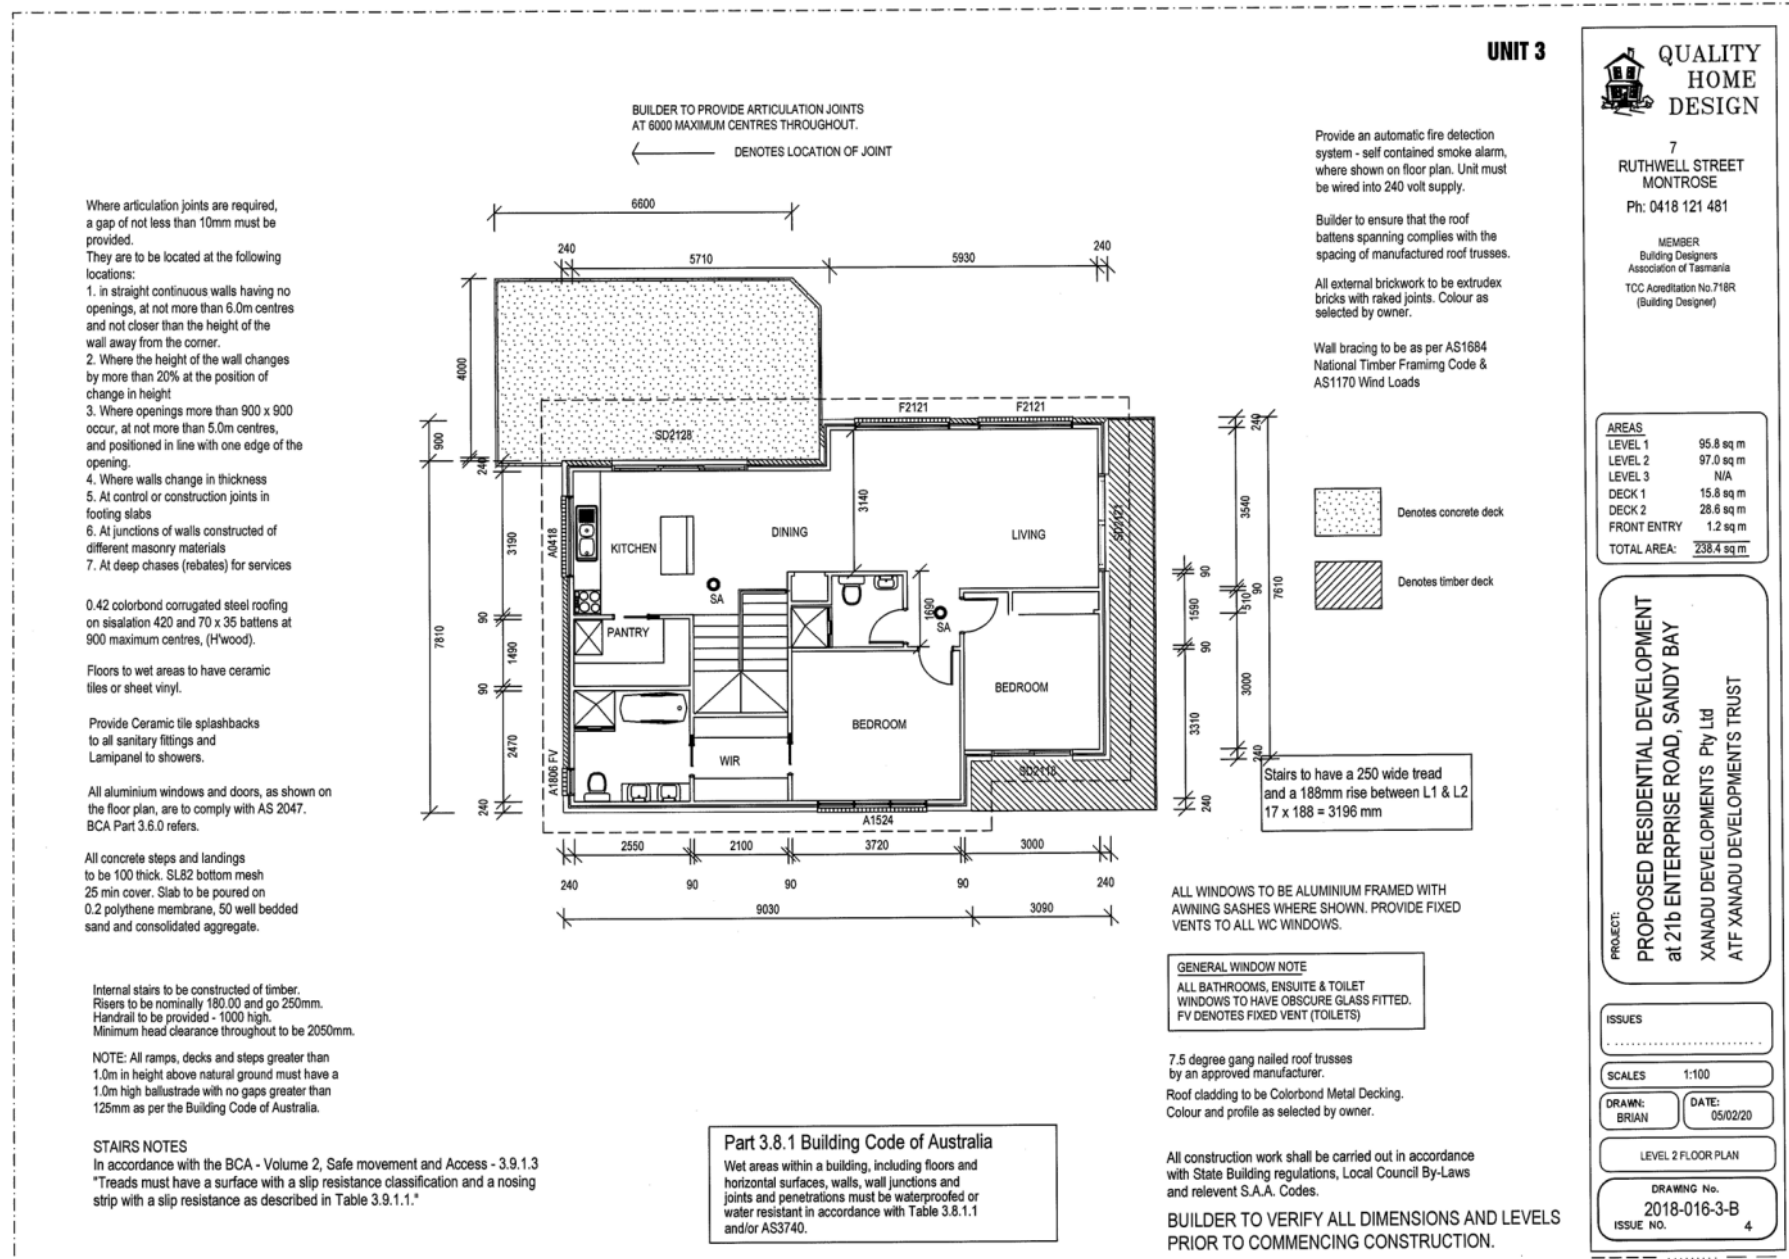 UNIT 3
BUILDER TO PROVIDE ARTICULATION JOINTS
AT 6000 MAXIMUM CENTRES THROUGHOUT.
DENOTES LOCATION OF JOINT
Where articulation joints are required,
a gap of not less than 10mm must be
provided.
They are to be located at the following
locations:
1. in straight continuous walls having no
openings, at not more than 6.0m centres
and not closer than the height of the
wall away from the corner.
2. Where the height of the wall changes
by more than 20% at the position of
change in height
3. Where openings more than 900 x 900
occur, at not more than 5.0m centres,
and positioned in line with one edge of the
opening.
4. Where walls change in thickness
5. At control or construction joints in
footing slabs
6. At junctions of walls constructed of
different masonry materials
7. At deep chases (rebates) for services
0.42 colorbond corrugated steel roofing
on sisalation 420 and 70 x 35 battens at
900 maximum centres, (H'wood).
Floors to wet areas to have ceramic
tiles or sheet vinyl.
Provide Ceramic tile splashbacks
to all sanitary fittings and
Lamipanel to showers.
All aluminium windows and doors, as shown on
the floor plan, are to comply with AS 2047.
BCA Part 3.6.0 refers.
All concrete steps and landings
to be 100 thick. SL82 bottom mesh
25 min cover. Slab to be poured on
0.2 polythene membrane, 50 well bedded
sand and consolidated aggregate.
Internal stairs to be constructed of timber.
Risers to be nominally 180.00 and go 250mm.
Handrail to be provided - 1000 high.
Minimum head clearance throughout to be 2050mm.
NOTE: All ramps, decks and steps greater than
1.0m in height above natural ground must have a
1.0m high ballustrade with no gaps greater than
125mm as per the Building Code of Australia.
STAIRS NOTES
In accordance with the BCA - Volume 2, Safe movement and Access - 3.9.1.3
"Treads must have a surface with a slip resistance classification and a nosing
strip with a slip resistance as described in Table 3.9.1.1."
6600
240
5710
5930
240
4000
900
240
7810
3190
90
1490
90
2470
240
A0418
A1806 FV
SD2128
F2121
F2121
SD2121
KITCHEN
DINING
LIVING
3140
SA
1690
SA
PANTRY
BEDROOM
BEDROOM
WIR
SD2118
A1524
90
1590
90
3310
240
240
3540
90
510
3000
240
7610
2550
2100
3720
3000
240
90
90
90
240
9030
3090
Provide an automatic fire detection
system - self contained smoke alarm,
where shown on floor plan. Unit must
be wired into 240 volt supply.
Builder to ensure that the roof
battens spanning complies with the
spacing of manufactured roof trusses.
All external brickwork to be extrudex
bricks with raked joints. Colour as
selected by owner.
Wall bracing to be as per AS1684
National Timber Framimg Code &
AS1170 Wind Loads
Denotes concrete deck
Denotes timber deck
Stairs to have a 250 wide tread
and a 188mm rise between L1 & L2
17 x 188 = 3196 mm
ALL WINDOWS TO BE ALUMINIUM FRAMED WITH
AWNING SASHES WHERE SHOWN. PROVIDE FIXED
VENTS TO ALL WC WINDOWS.
GENERAL WINDOW NOTE
ALL BATHROOMS, ENSUITE & TOILET
WINDOWS TO HAVE OBSCURE GLASS FITTED.
FV DENOTES FIXED VENT (TOILETS)
7.5 degree gang nailed roof trusses
by an approved manufacturer.
Roof cladding to be Colorbond Metal Decking.
Colour and profile as selected by owner.
All construction work shall be carried out in accordance
with State Building regulations, Local Council By-Laws
and relevent S.A.A. Codes.
BUILDER TO VERIFY ALL DIMENSIONS AND LEVELS
PRIOR TO COMMENCING CONSTRUCTION.
Part 3.8.1 Building Code of Australia
Wet areas within a building, including floors and
horizontal surfaces, walls, wall junctions and
joints and penetrations must be waterproofed or
water resistant in accordance with Table 3.8.1.1
and/or AS3740.
QUALITY
HOME
DESIGN
7
RUTHWELL STREET
MONTROSE
Ph: 0418 121 481
MEMBER
Building Designers
Association of Tasmania
TCC Acreditation No.718R
(Building Designer)
AREAS
LEVEL 1 95.8 sq m
LEVEL 2 97.0 sq m
LEVEL 3 N/A
DECK 1 15.8 sq m
DECK 2 28.6 sq m
FRONT ENTRY 1.2 sq m
TOTAL AREA: 238.4 sq m
PROJECT:
PROPOSED RESIDENTIAL DEVELOPMENT
at 21b ENTERPRISE ROAD, SANDY BAY
XANADU DEVELOPMENTS Pty Ltd
ATF XANADU DEVELOPMENTS TRUST
ISSUES
SCALES 1:100
DRAWN: BRIAN
DATE: 05/02/20
LEVEL 2 FLOOR PLAN
DRAWING No.
2018-016-3-B
ISSUE NO. 4